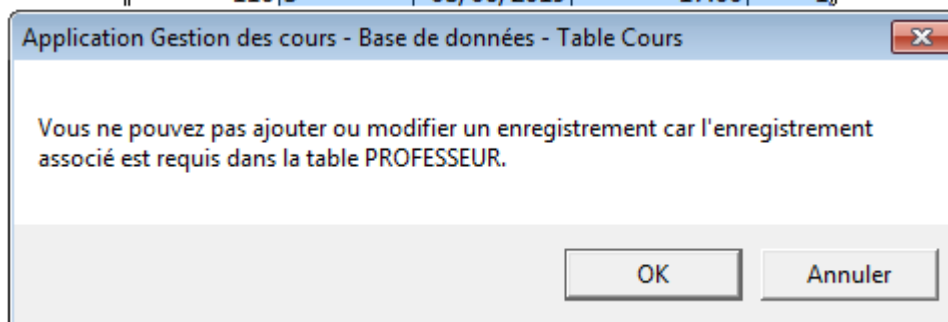 Application Gestion des cours - Base de données - Table Cours
Vous ne pouvez pas ajouter ou modifier un enregistrement car l'enregistrement
associé est requis dans la table PROFESSEUR.
OK Annuler